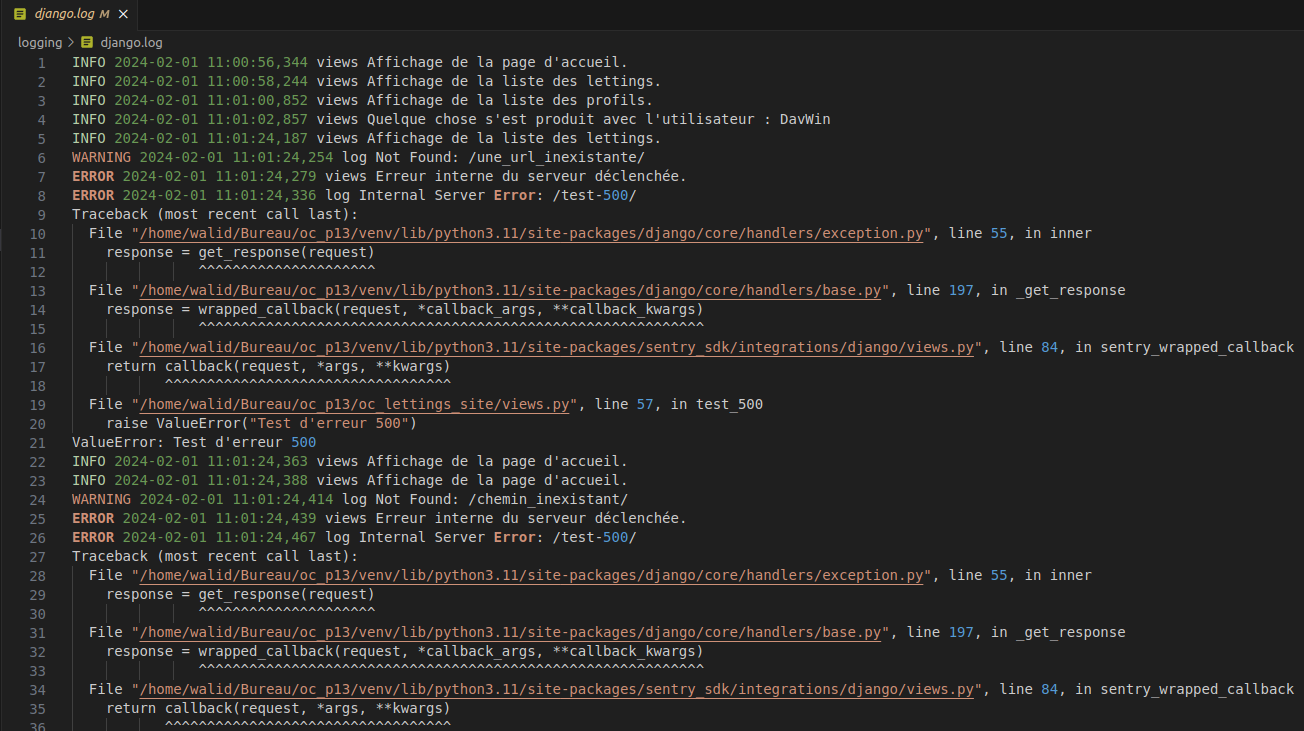 django.log M ×
logging > django.log
1 INFO 2024-02-01 11:00:56,344 views Affichage de la page d'accueil.
2 INFO 2024-02-01 11:00:58,244 views Affichage de la liste des lettings.
3 INFO 2024-02-01 11:01:00,852 views Affichage de la liste des profils.
4 INFO 2024-02-01 11:01:02,857 views Quelque chose s'est produit avec l'utilisateur : DavWin
5 INFO 2024-02-01 11:01:24,187 views Affichage de la liste des lettings.
6 WARNING 2024-02-01 11:01:24,254 log Not Found: /une_url_inexistante/
7 ERROR 2024-02-01 11:01:24,279 views Erreur interne du serveur déclenchée.
8 ERROR 2024-02-01 11:01:24,336 log Internal Server Error: /test-500/
9 Traceback (most recent call last):
10   File "/home/walid/Bureau/oc_p13/venv/lib/python3.11/site-packages/django/core/handlers/exception.py", line 55, in inner
11     response = get_response(request)
12                ^^^^^^^^^^^^^^^^^^^^^
13   File "/home/walid/Bureau/oc_p13/venv/lib/python3.11/site-packages/django/core/handlers/base.py", line 197, in _get_response
14     response = wrapped_callback(request, *callback_args, **callback_kwargs)
15                ^^^^^^^^^^^^^^^^^^^^^^^^^^^^^^^^^^^^^^^^^^^^^^^^^^^^^^^^^^^^
16   File "/home/walid/Bureau/oc_p13/venv/lib/python3.11/site-packages/sentry_sdk/integrations/django/views.py", line 84, in sentry_wrapped_callback
17     return callback(request, *args, **kwargs)
18            ^^^^^^^^^^^^^^^^^^^^^^^^^^^^^^^^^^
19   File "/home/walid/Bureau/oc_p13/oc_lettings_site/views.py", line 57, in test_500
20     raise ValueError("Test d'erreur 500")
21 ValueError: Test d'erreur 500
22 INFO 2024-02-01 11:01:24,363 views Affichage de la page d'accueil.
23 INFO 2024-02-01 11:01:24,388 views Affichage de la page d'accueil.
24 WARNING 2024-02-01 11:01:24,414 log Not Found: /chemin_inexistant/
25 ERROR 2024-02-01 11:01:24,439 views Erreur interne du serveur déclenchée.
26 ERROR 2024-02-01 11:01:24,467 log Internal Server Error: /test-500/
27 Traceback (most recent call last):
28   File "/home/walid/Bureau/oc_p13/venv/lib/python3.11/site-packages/django/core/handlers/exception.py", line 55, in inner
29     response = get_response(request)
30                ^^^^^^^^^^^^^^^^^^^^^
31   File "/home/walid/Bureau/oc_p13/venv/lib/python3.11/site-packages/django/core/handlers/base.py", line 197, in _get_response
32     response = wrapped_callback(request, *callback_args, **callback_kwargs)
33                ^^^^^^^^^^^^^^^^^^^^^^^^^^^^^^^^^^^^^^^^^^^^^^^^^^^^^^^^^^^^
34   File "/home/walid/Bureau/oc_p13/venv/lib/python3.11/site-packages/sentry_sdk/integrations/django/views.py", line 84, in sentry_wrapped_callback
35     return callback(request, *args, **kwargs)
36            ^^^^^^^^^^^^^^^^^^^^^^^^^^^^^^^^^^